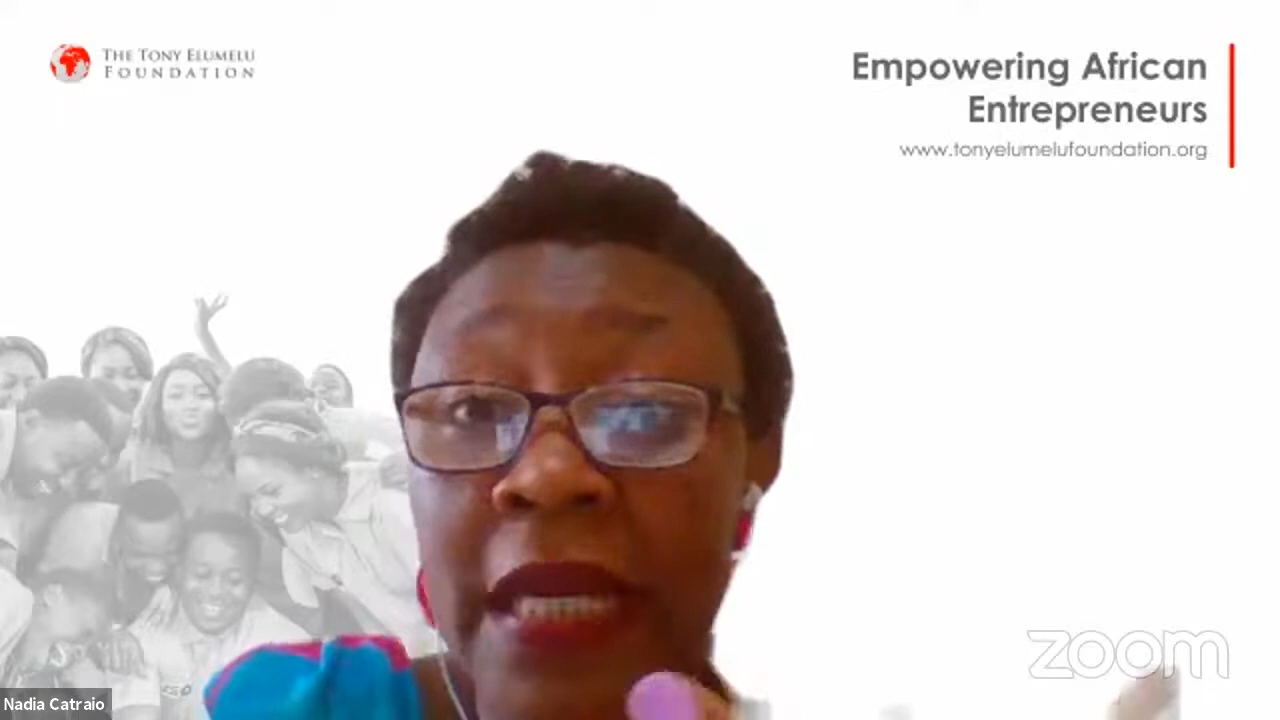 THE TONY ELUMELU
FOUNDATION
Empowering African
Entrepreneurs
www.tonyelumelufoundation.org
zoom
Nadia Catraio